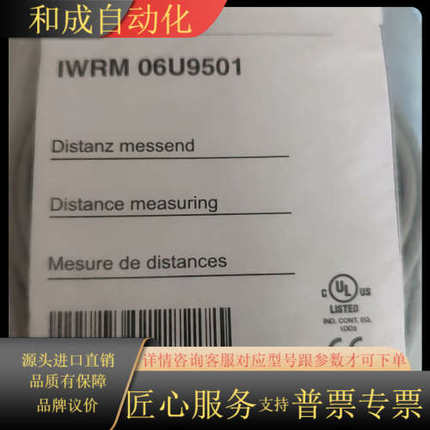 和成自动化
IWRM 06U9501
Distanz messend
Distance measuring
Mesure de distances
C UL US
LISTED
IND. CONT. EQ.
源头进口直销
品质有保障
品牌议价
详情咨询客服对应型号跟参数才可下单
匠心服务支持普票专票